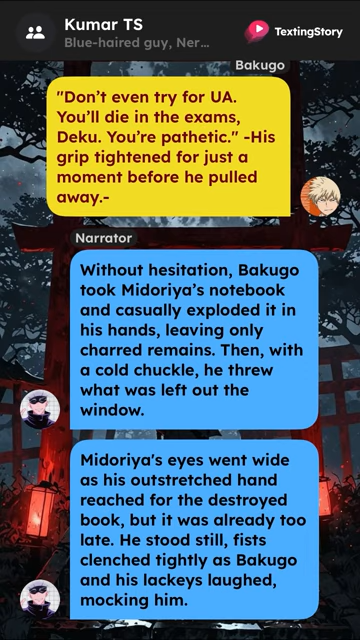 Kumar TS
Blue-haired guy, Ner...
TextingStory
Bakugo
"Don't even try for UA.
You'll die in the exams,
Deku. You're pathetic." -His
grip tightened for just a
moment before he pulled
away.-
Narrator
Without hesitation, Bakugo
took Midoriya's notebook
and casually exploded it in
his hands, leaving only
charred remains. Then, with
a cold chuckle, he threw
what was left out the
window.
Midoriya's eyes went wide
as his outstretched hand
reached for the destroyed
book, but it was already too
late. He stood still, fists
clenched tightly as Bakugo
and his lackeys laughed,
mocking him.